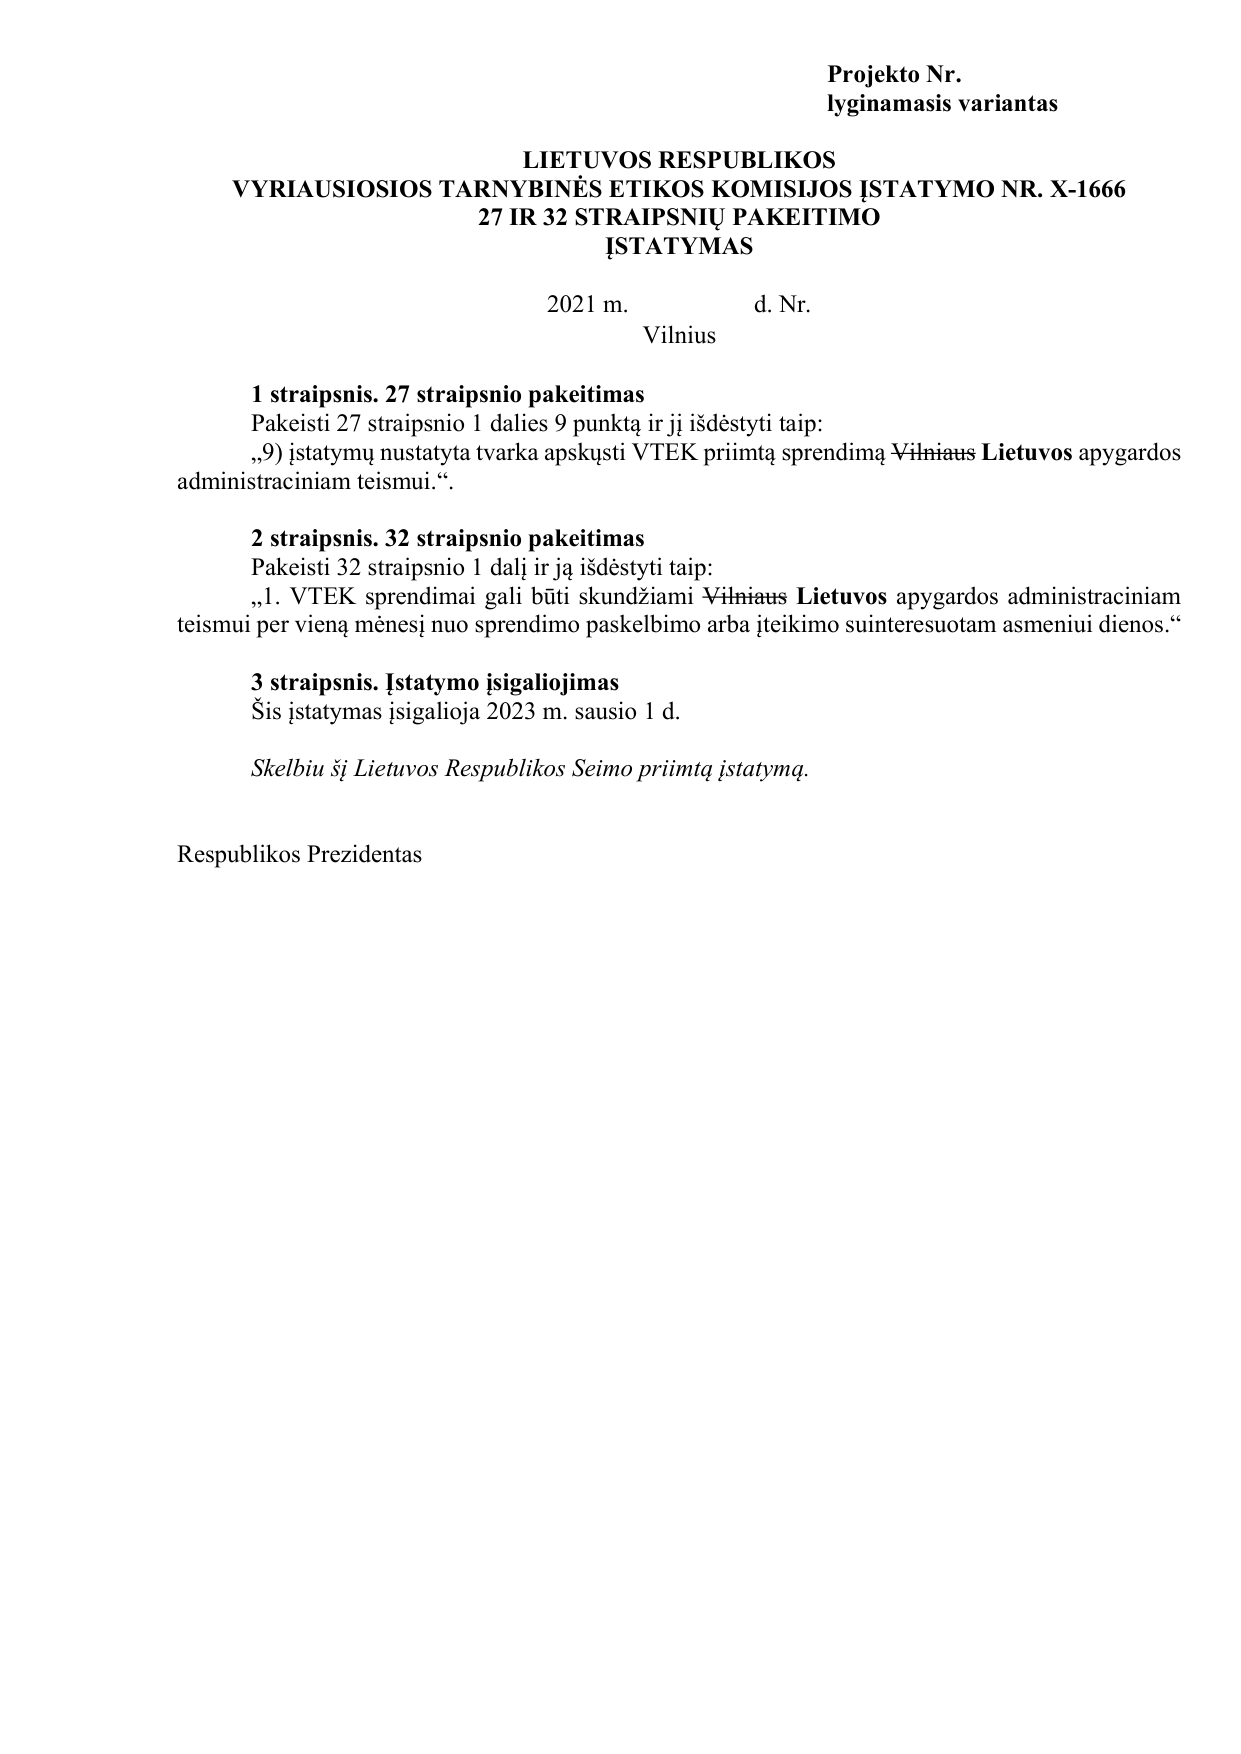 Projekto Nr.
lyginamasis variantas
LIETUVOS RESPUBLIKOS
VYRIAUSIOSIOS TARNYBINĖS ETIKOS KOMISIJOS ĮSTATYMO NR. X-1666
27 IR 32 STRAIPSNIŲ PAKEITIMO
ĮSTATYMAS
2021 m. d. Nr.
Vilnius
1 straipsnis. 27 straipsnio pakeitimas
Pakeisti 27 straipsnio 1 dalies 9 punktą ir jį išdėstyti taip:
„9) įstatymų nustatyta tvarka apskųsti VTEK priimtą sprendimą Vilniaus Lietuvos apygardos
administraciniam teismui.“.
2 straipsnis. 32 straipsnio pakeitimas
Pakeisti 32 straipsnio 1 dalį ir ją išdėstyti taip:
„1. VTEK sprendimai gali būti skundžiami Vilniaus Lietuvos apygardos administraciniam
teismui per vieną mėnesį nuo sprendimo paskelbimo arba įteikimo suinteresuotam asmeniui dienos.“
3 straipsnis. Įstatymo įsigaliojimas
Šis įstatymas įsigalioja 2023 m. sausio 1 d.
Skelbiu šį Lietuvos Respublikos Seimo priimtą įstatymą.
Respublikos Prezidentas